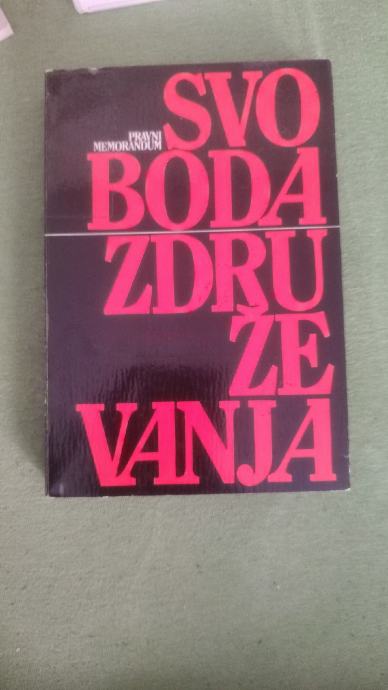 PRAVNI
MEMORANDUM
SVO
BODA
ZDRU
ŽE
VANJA